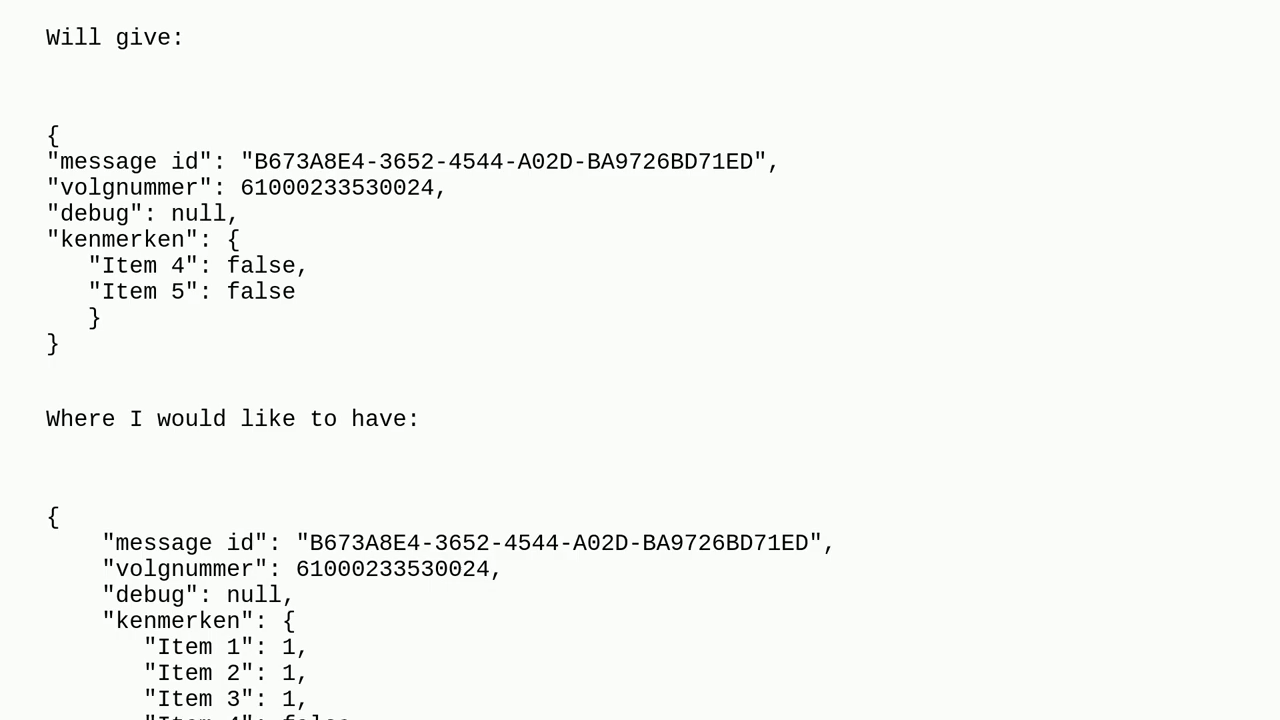 Will give:
{
"message id": "B673A8E4-3652-4544-A02D-BA9726BD71ED",
"volgnummer": 61000233530024,
"debug": null,
"kenmerken": {
   "Item 4": false,
   "Item 5": false
   }
}
Where I would like to have:
{
    "message id": "B673A8E4-3652-4544-A02D-BA9726BD71ED",
    "volgnummer": 61000233530024,
    "debug": null,
    "kenmerken": {
       "Item 1": 1,
       "Item 2": 1,
       "Item 3": 1,